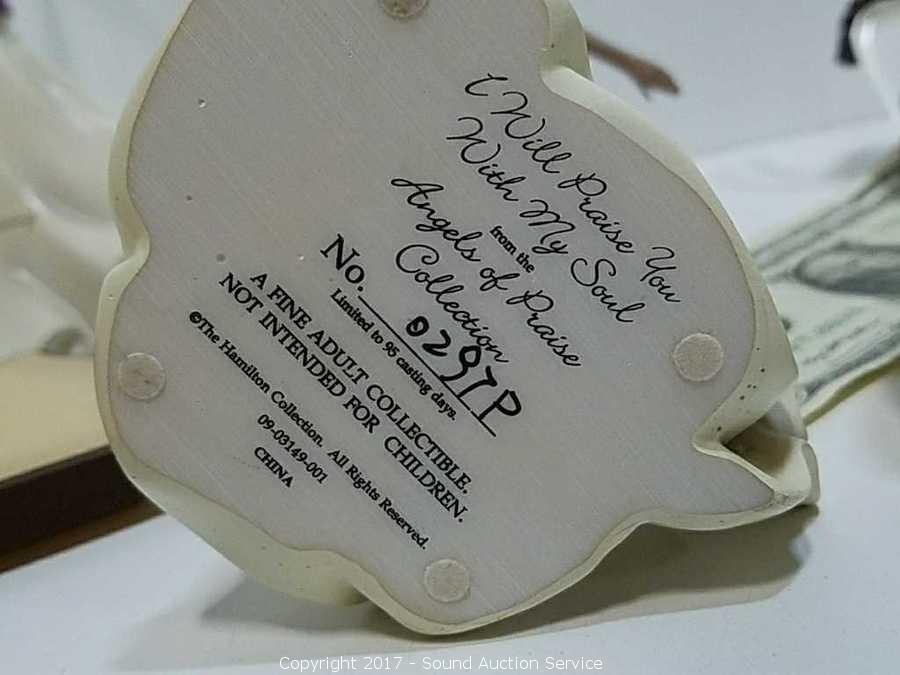 I Will Praise You
With My Soul
from the
Angels of Praise
Collection
No. 0297P
Limited to 95 casting days.
A FINE ADULT COLLECTIBLE.
NOT INTENDED FOR CHILDREN.
©The Hamilton Collection. All Rights Reserved.
09-03149-001
CHINA
Copyright 2017 - Sound Auction Service